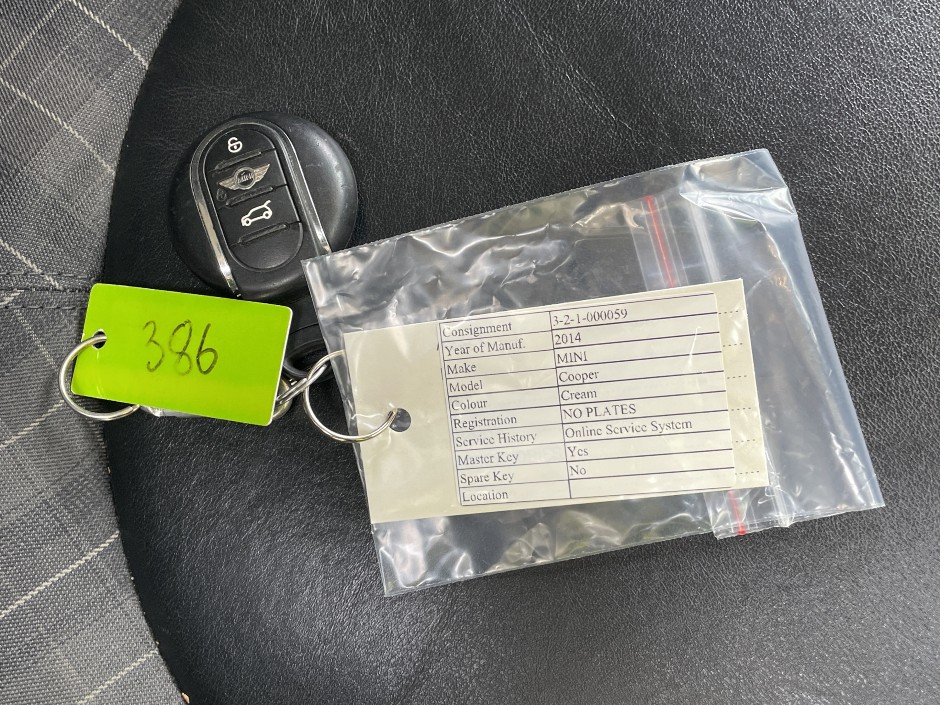 MINI
386
Consignment 3-2-1-000059
Year of Manuf. 2014
Make MINI
Model Cooper
Colour Cream
Registration NO PLATES
Service History Online Service System
Master Key Yes
Spare Key No
Location